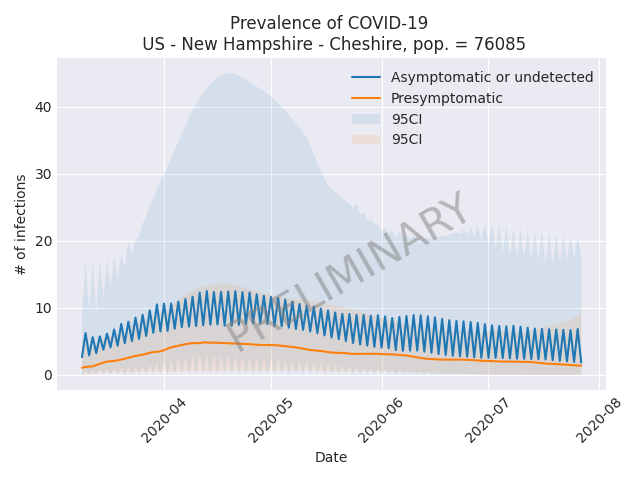 Prevalence of COVID-19
US - New Hampshire - Cheshire, pop. = 76085
Asymptomatic or undetected
Presymptomatic
95CI
95CI
# of infections
40
30
20
10
0
PRELIMINARY
2020-04
2020-05
2020-06
2020-07
2020-08
Date